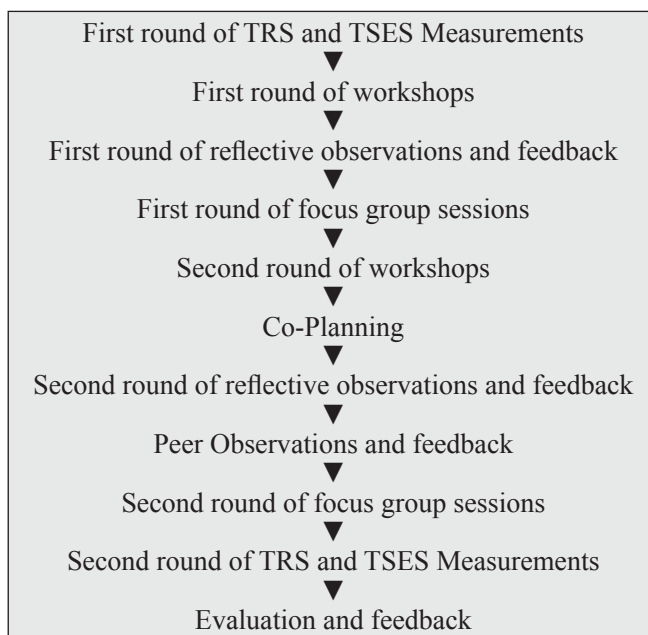 First round of TRS and TSES Measurements
First round of workshops
First round of reflective observations and feedback
First round of focus group sessions
Second round of workshops
Co-Planning
Second round of reflective observations and feedback
Peer Observations and feedback
Second round of focus group sessions
Second round of TRS and TSES Measurements
Evaluation and feedback